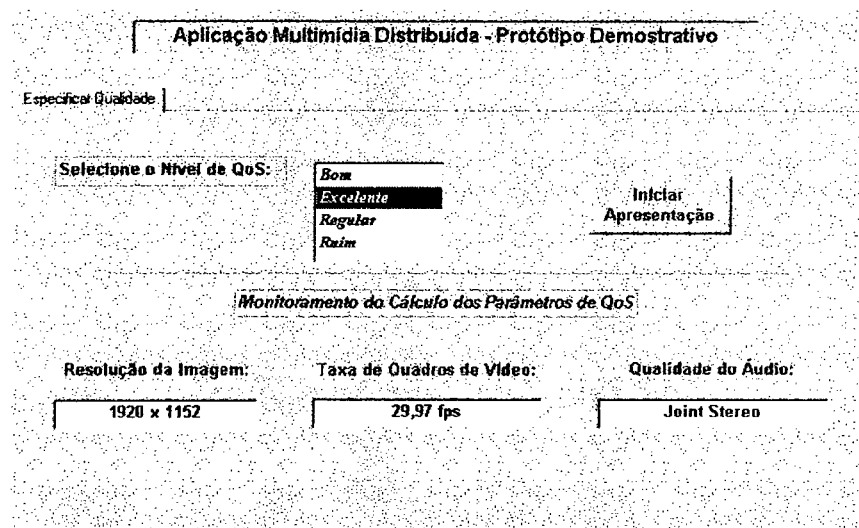 Aplicação Multimídia Distribuída - Protótipo Demostrativo
Especificar Qualidade
Selecione o Nível de QoS:
Bom
Excelente
Regular
Ruim
Iniciar
Apresentação
Monitoramento do Cálculo dos Parâmetros de QoS
Resolução da Imagem:
Taxa de Quadros de Vídeo:
Qualidade do Áudio:
1920 x 1152
29,97 fps
Joint Stereo